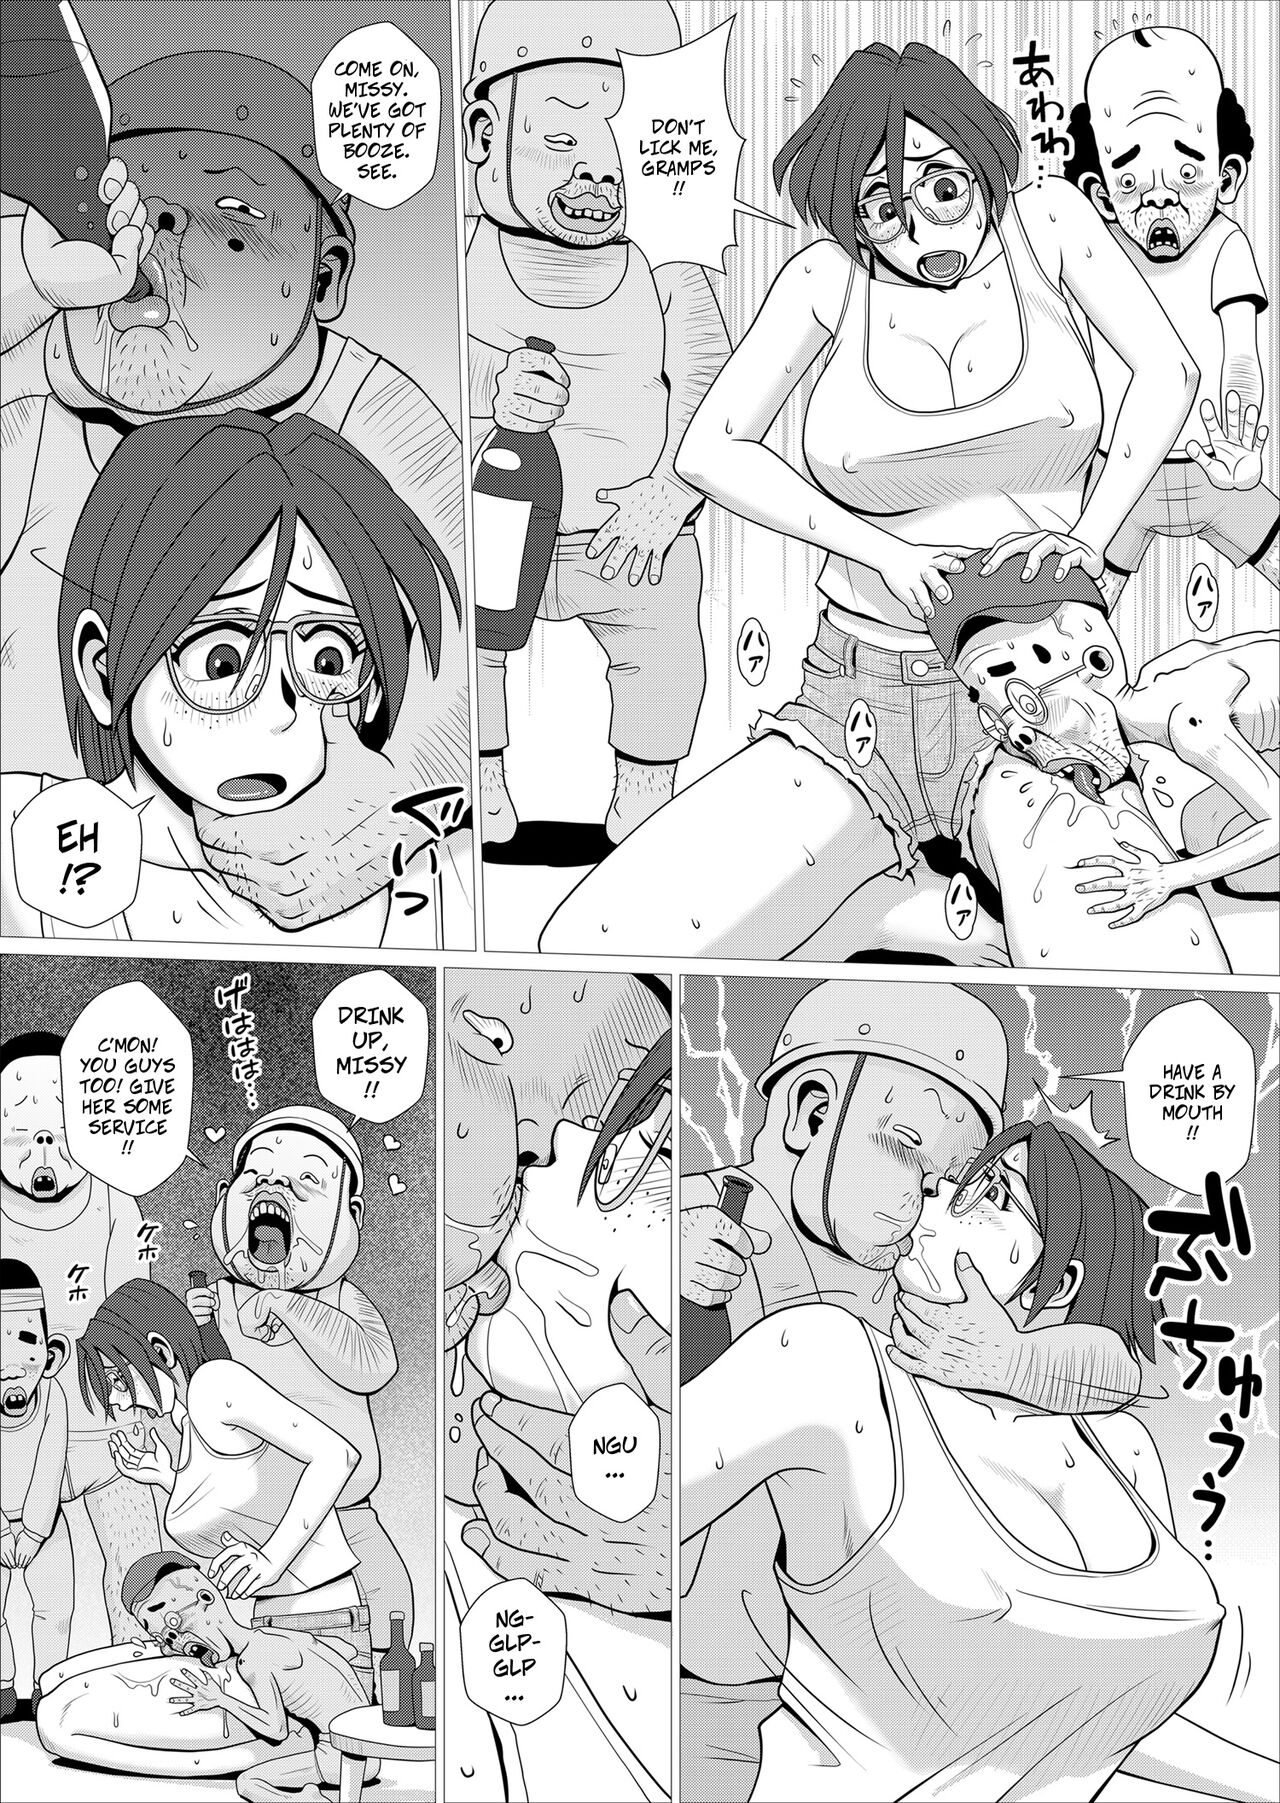 あわわわ…
DON'T
LICK ME,
GRAMPS
!!
ハァ
ハァ
ハァ
ハァ
COME ON,
MISSY.
WE'VE GOT
PLENTY OF
BOOZE.
SEE.
EH
!?
HAVE A
DRINK BY
MOUTH
!!
NGU
...
NG-
GLP-
GLP
...
DRINK
UP,
MISSY
!!
げははは…
C'MON!
YOU GUYS
TOO! GIVE
HER SOME
SERVICE
!!
ケホ
ケホ